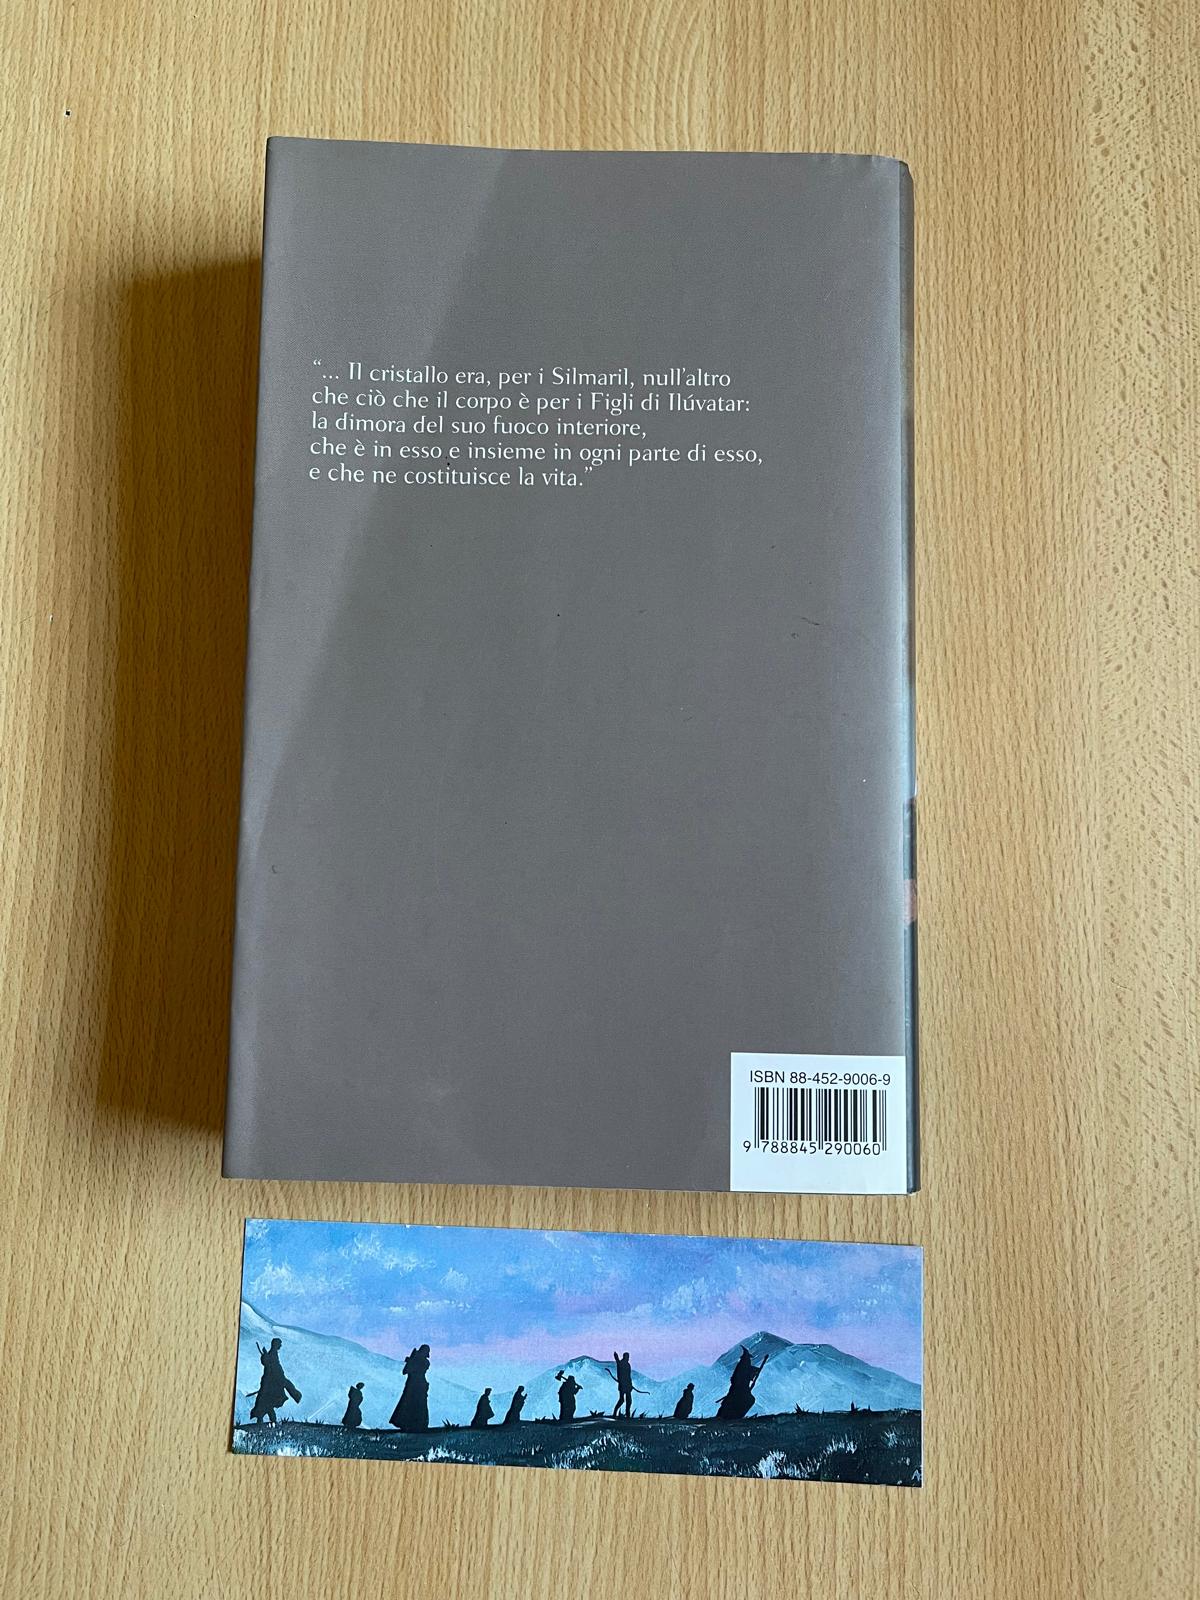 “... Il cristallo era, per i Silmaril, null’altro
che ciò che il corpo è per i Figli di Ilúvatar:
la dimora del suo fuoco interiore,
che è in esso e insieme in ogni parte di esso,
e che ne costituisce la vita.”
ISBN 88-452-9006-9
9 788845 290060